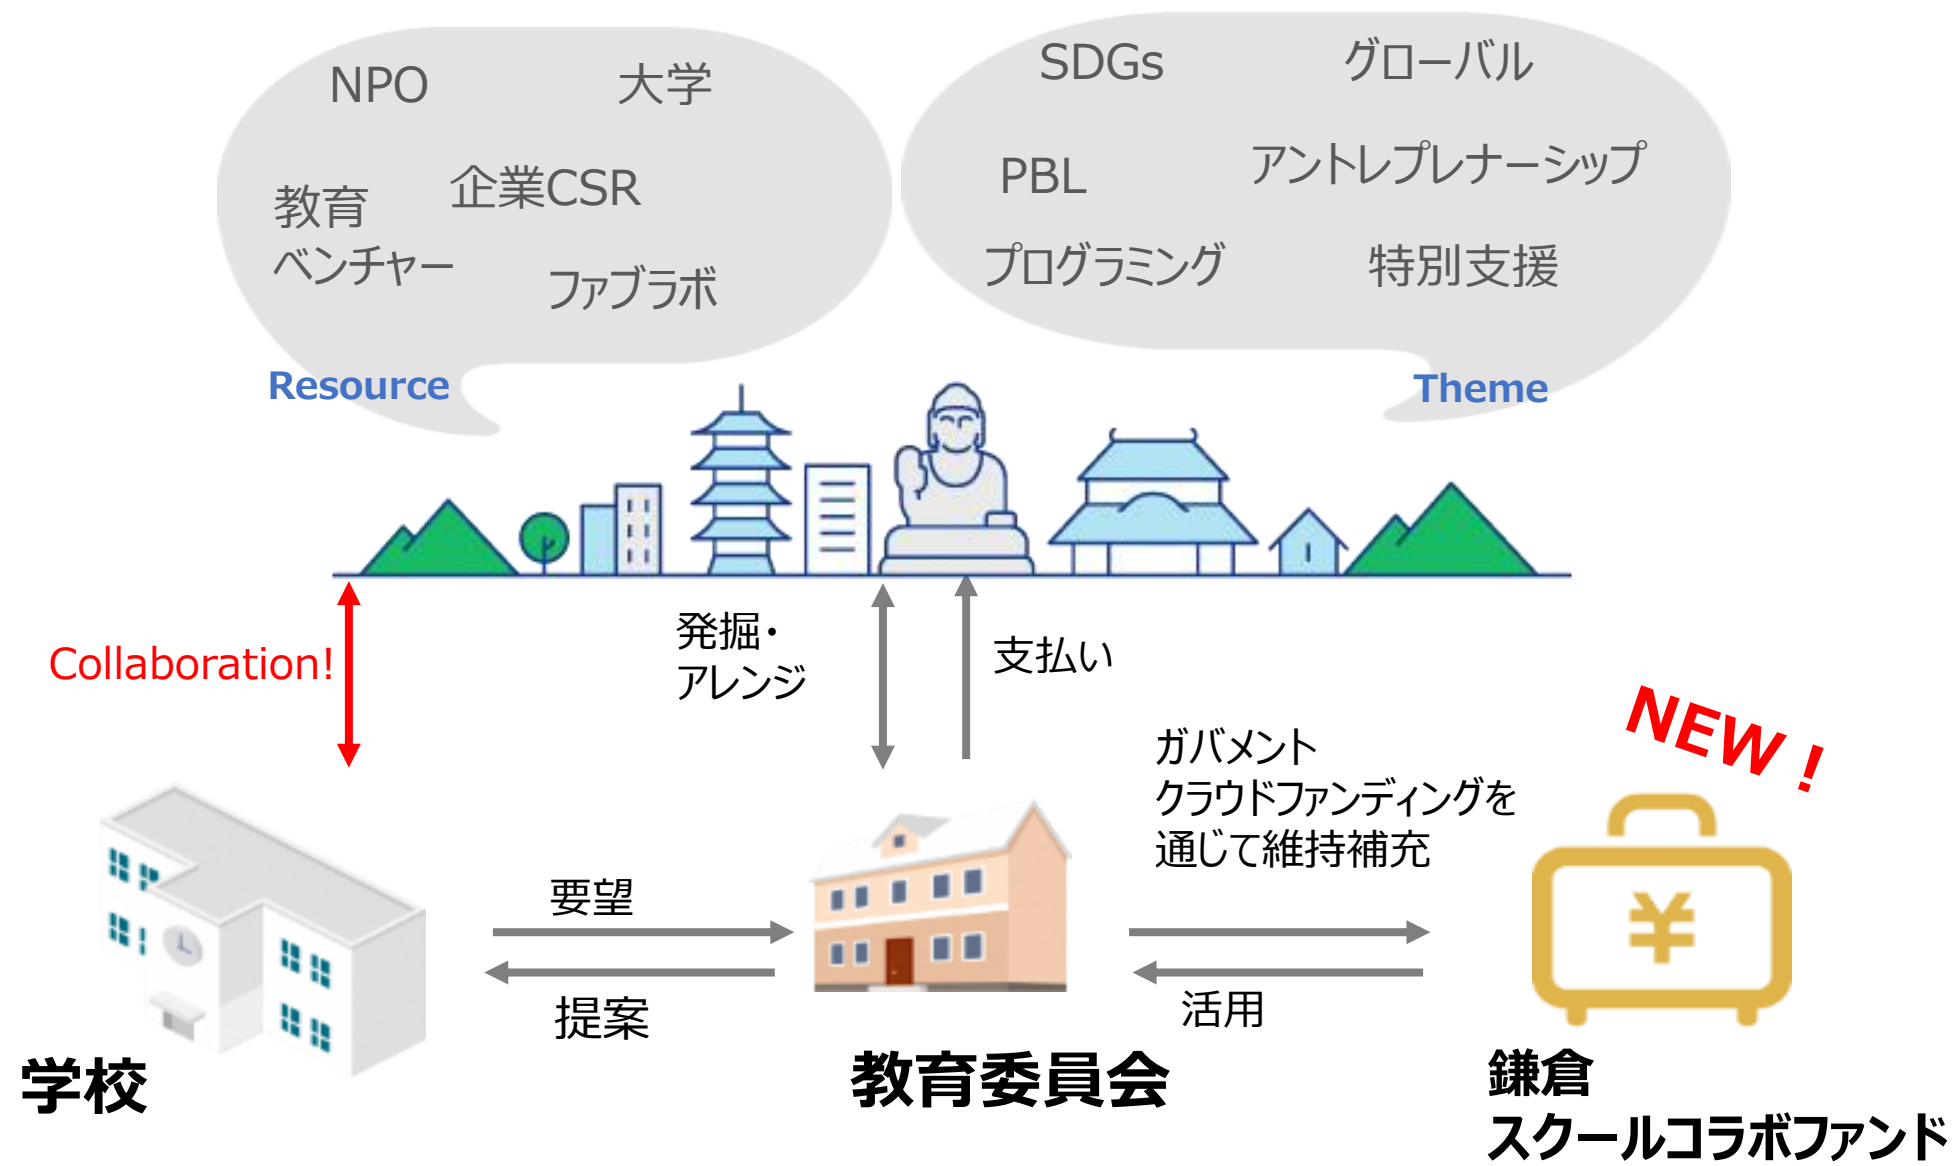 NPO
大学
教育
ベンチャー
企業CSR
ファブラボ
Resource
SDGs
グローバル
PBL
アントレプレナーシップ
プログラミング
特別支援
Theme
Collaboration!
発掘・
アレンジ
支払い
NEW！
ガバメント
クラウドファンディングを
通じて維持補充
要望
提案
活用
¥
学校
教育委員会
鎌倉
スクールコラボファンド